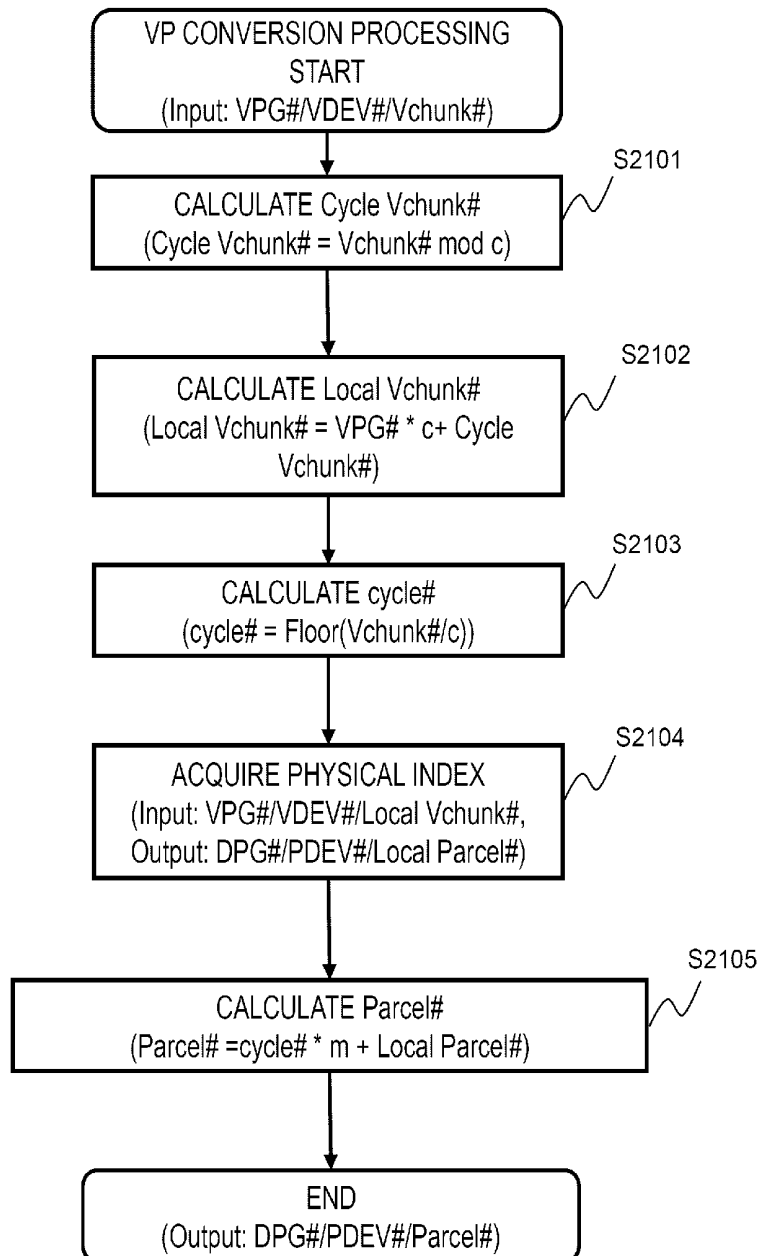 VP CONVERSION PROCESSING
START
(Input: VPG#/VDEV#/Vchunk#)
S2101
CALCULATE Cycle Vchunk#
(Cycle Vchunk# = Vchunk# mod c)
S2102
CALCULATE Local Vchunk#
(Local Vchunk# = VPG# * c+ Cycle
Vchunk#)
S2103
CALCULATE cycle#
(cycle# = Floor(Vchunk#/c))
S2104
ACQUIRE PHYSICAL INDEX
(Input: VPG#/VDEV#/Local Vchunk#,
Output: DPG#/PDEV#/Local Parcel#)
S2105
CALCULATE Parcel#
(Parcel# =cycle# * m + Local Parcel#)
END
(Output: DPG#/PDEV#/Parcel#)